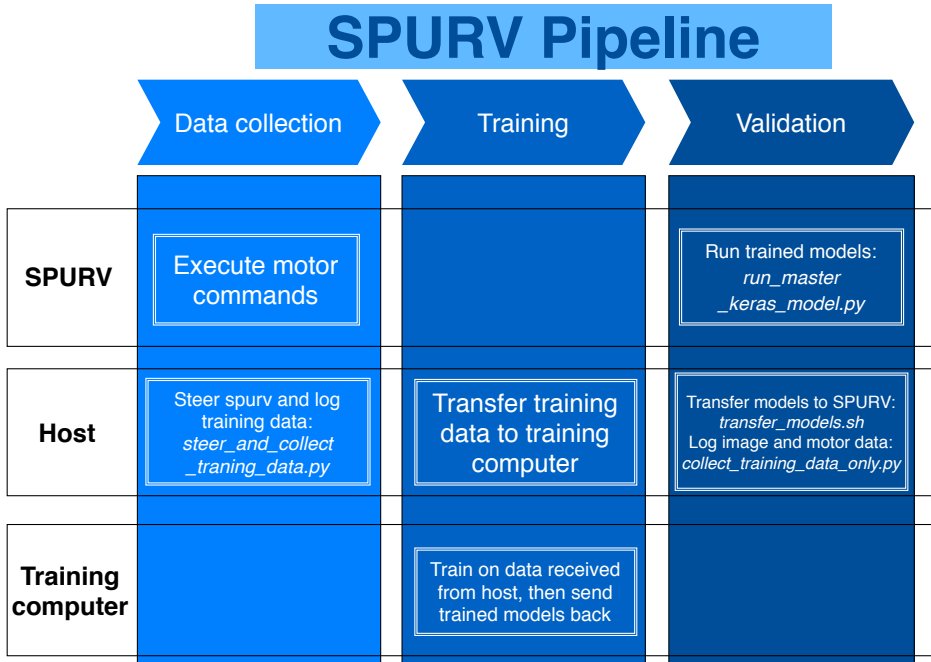 SPURV Pipeline
Data collection
Training
Validation
SPURV
Execute motor
commands
Run trained models:
run_master
_keras_model.py
Host
Steer spurv and log
training data:
steer_and_collect
_traning_data.py
Transfer training
data to training
computer
Transfer models to SPURV:
transfer_models.sh
Log image and motor data:
collect_training_data_only.py
Training
computer
Train on data received
from host, then send
trained models back